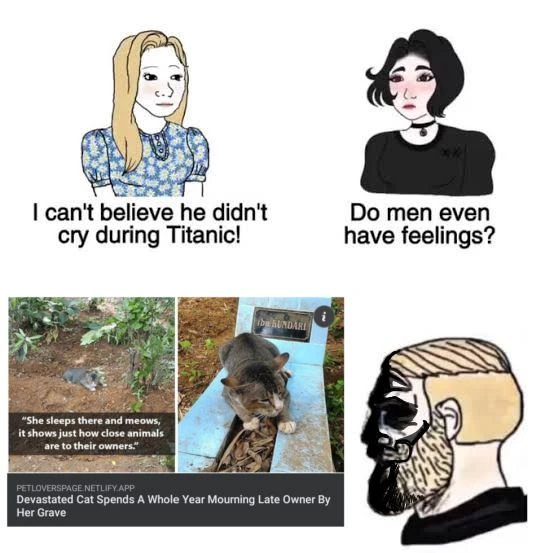 I can't believe he didn't
cry during Titanic!
Do men even
have feelings?
ibu KUNDARI
i
"She sleeps there and meows,
it shows just how close animals
are to their owners."
PETLOVERSPAGE.NETLIFY.APP
Devastated Cat Spends A Whole Year Mourning Late Owner By
Her Grave